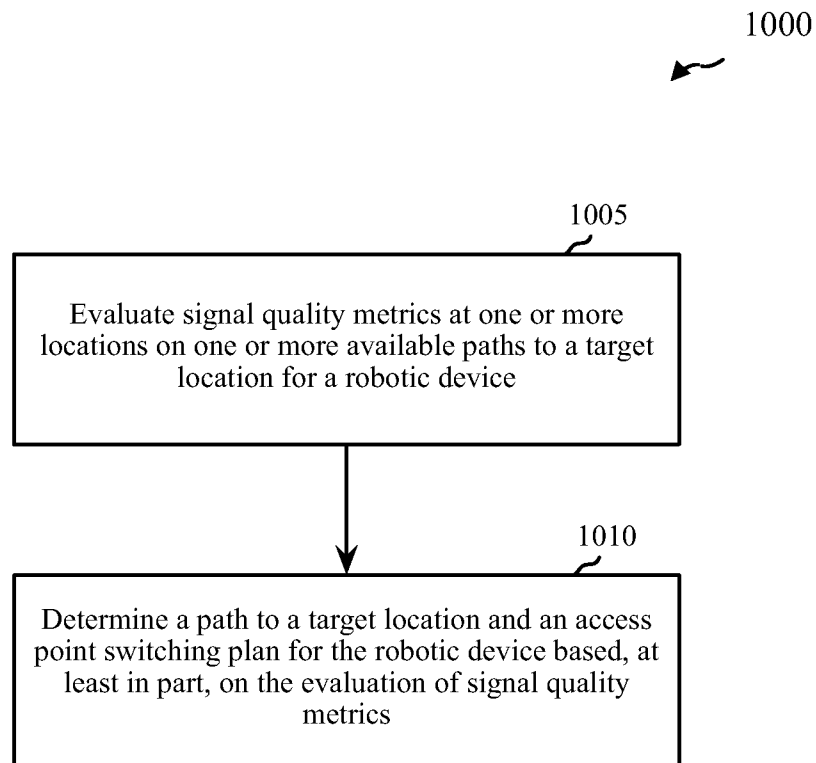 1000
1005
Evaluate signal quality metrics at one or more
locations on one or more available paths to a target
location for a robotic device
1010
Determine a path to a target location and an access
point switching plan for the robotic device based, at
least in part, on the evaluation of signal quality
metrics